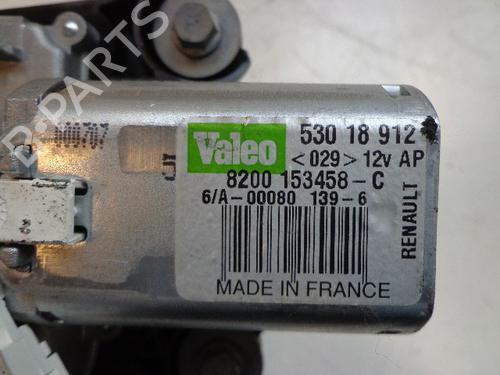 Valeo
530 18 912
<029> 12v AP
8200 153458-C
6/A-00080 139-6
RENAULT
MADE IN FRANCE
D-PARTS